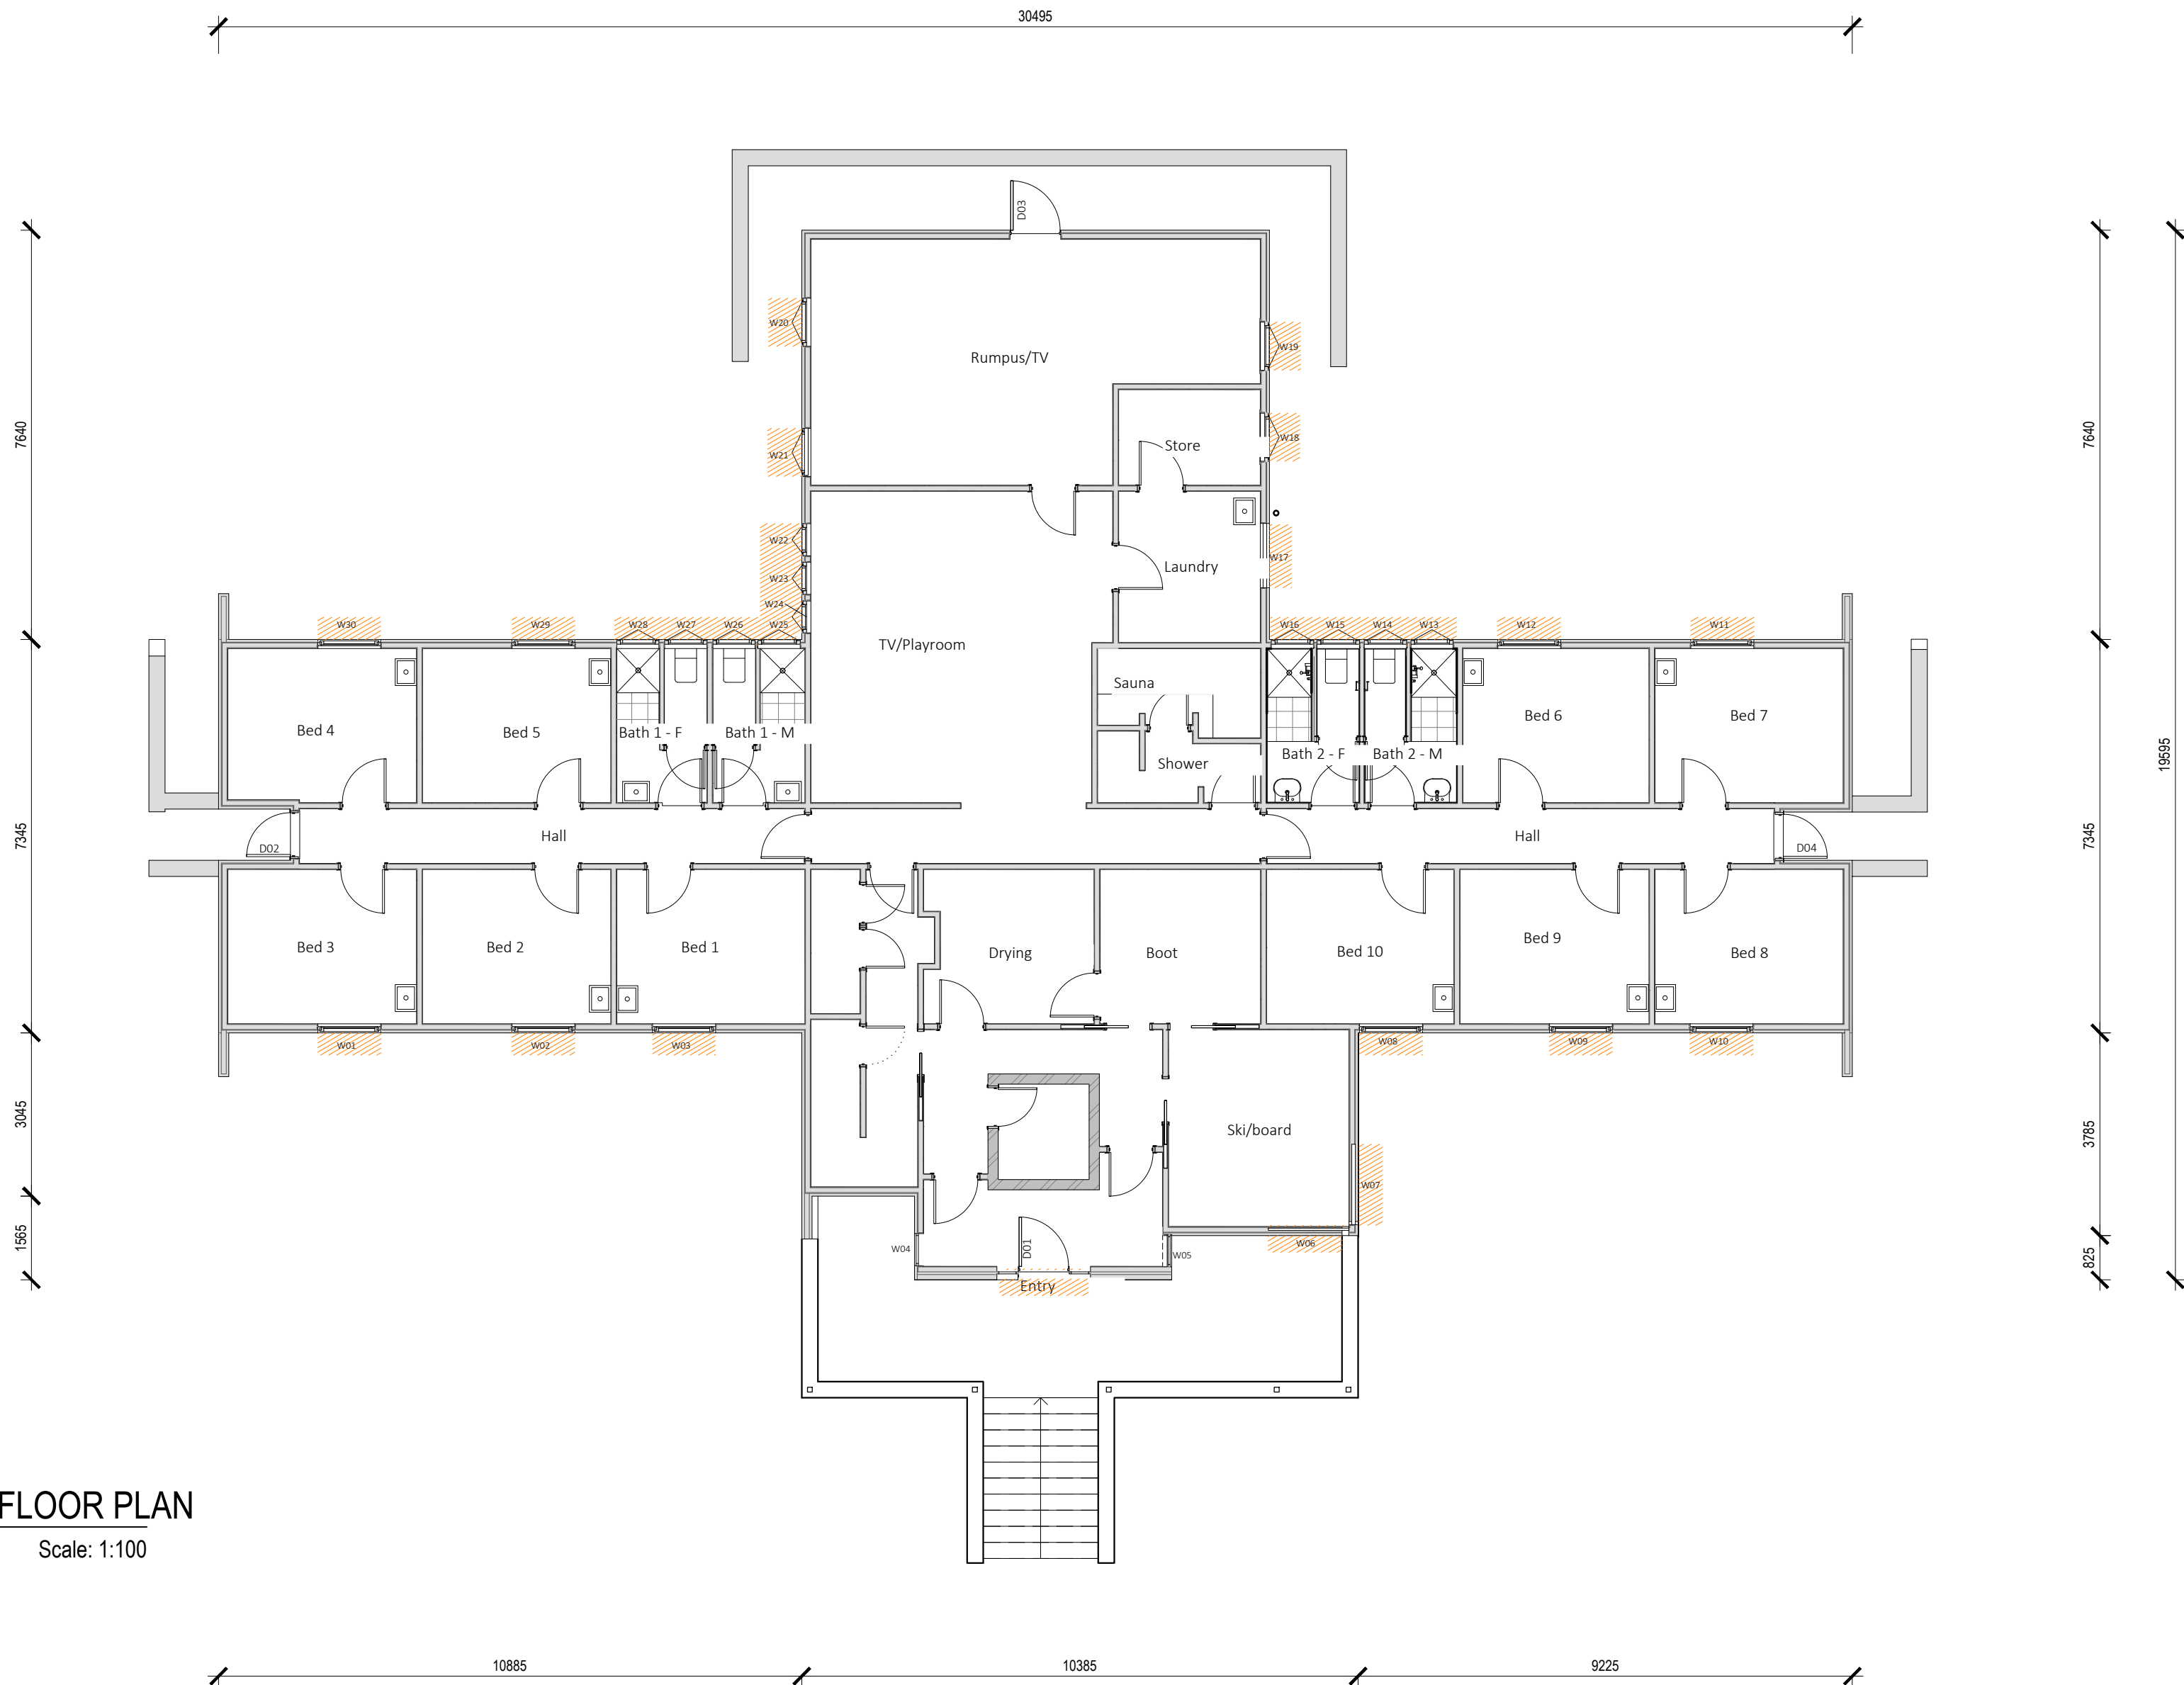 30495
D03
W20
W19
Rumpus/TV
7640
7640
W21
Store
W18
W22
W17
Laundry
W23
W24
W30
W29
W28
W27
W26
W25
W16
W15
W14
W13
W12
W11
TV/Playroom
Sauna
Bed 4
Bed 5
Bath 1 - F
Bath 1 - M
Bath 2 - F
Bath 2 - M
Bed 6
Bed 7
Shower
19595
7345
Hall
Hall
7345
D02
D04
Bed 3
Bed 2
Bed 1
Drying
Boot
Bed 10
Bed 9
Bed 8
W01
W02
W03
W08
W09
W10
3045
Ski/board
3785
W07
1565
W04
D01
W05
W06
825
Entry
FLOOR PLAN
Scale: 1:100
10885
10385
9225